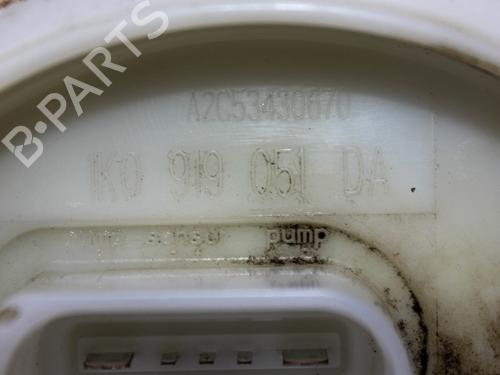 B-PARTS
A2C53430670
1K0 919 051 DA
pump